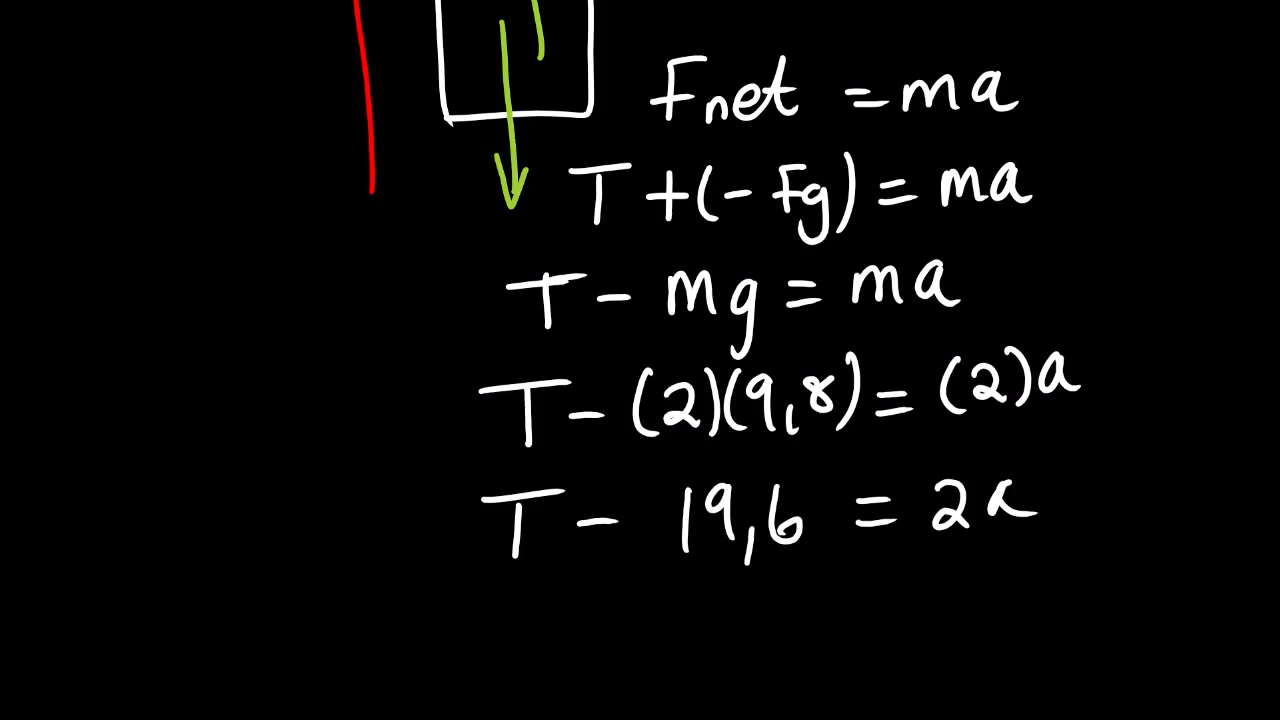 Fnet = ma
T + (- Fg) = ma
T - mg = ma
T - (2)(9,8) = (2)a
T - 19,6 = 2a